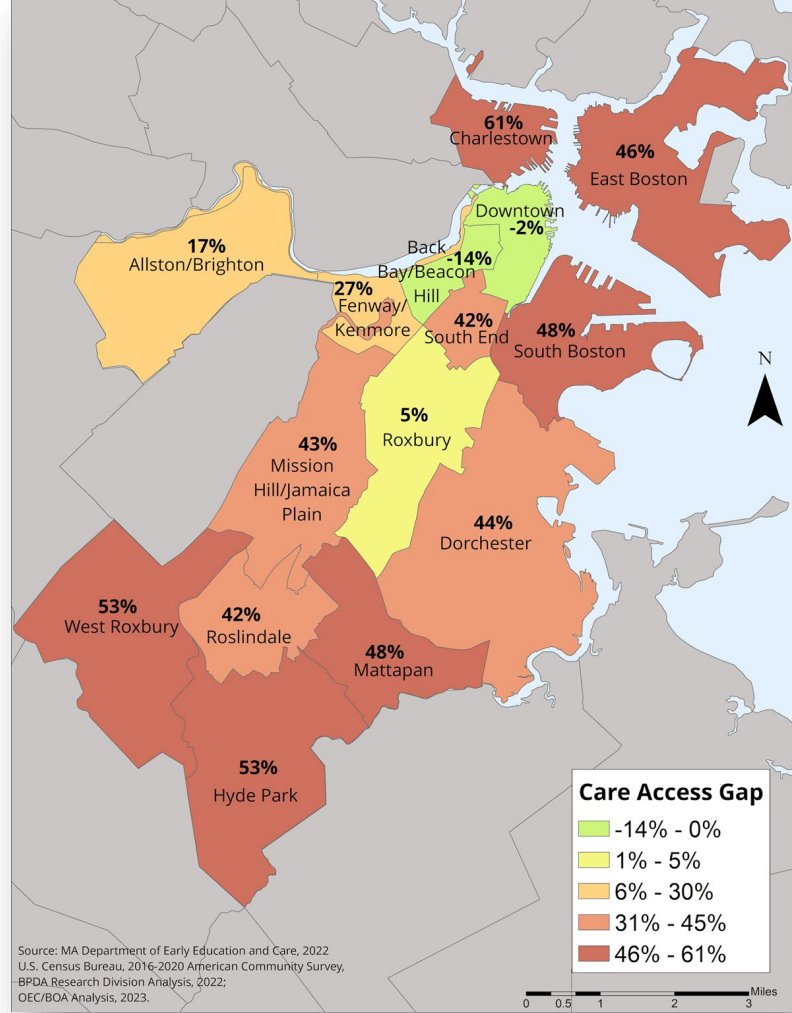 61%
Charlestown
46%
East Boston
Downtown
-2%
Back
Bay/Beacon
Hill
-14%
17%
Allston/Brighton
27%
Fenway/
Kenmore
42%
South End
48%
South Boston
5%
Roxbury
43%
Mission
Hill/Jamaica
Plain
44%
Dorchester
53%
West Roxbury
42%
Roslindale
48%
Mattapan
53%
Hyde Park
N
Care Access Gap
-14% - 0%
1% - 5%
6% - 30%
31% - 45%
46% - 61%
Source: MA Department of Early Education and Care, 2022
U.S. Census Bureau, 2016-2020 American Community Survey,
BPDA Research Division Analysis, 2022;
OEC/BOA Analysis, 2023.
Miles
0 0.5 1 2 3